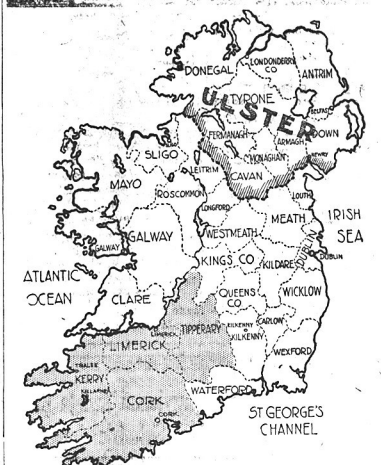 DONEGAL
LONDONDERRY
CO
ANTRIM
TYRONE
ULSTER
BELFAST
FERMANAGH
DOWN
ARMAGH
NEWRY
MONAGHAN
SLIGO
LEITRIM
CAVAN
MAYO
ROSCOMMON
LONGFORD
LOUTH
MEATH
IRISH
SEA
GALWAY
WESTMEATH
GALWAY
KINGS CO
KILDARE
DUBLIN
DUBLIN
ATLANTIC
OCEAN
QUEENS
CO
WICKLOW
CLARE
LIMERICK
TIPPERARY
CARLOW
KILKENNY
KILKENNY
LIMERICK
WEXFORD
TRALEE
KERRY
KILLARNEY
WATERFORD
CORK
CORK
ST GEORGE'S
CHANNEL